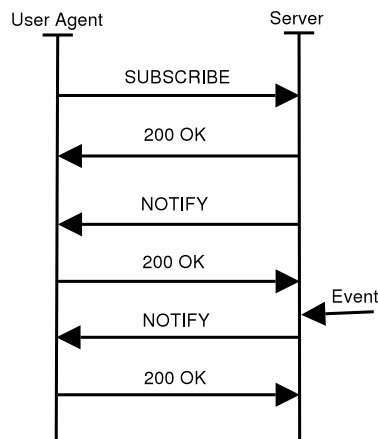 User Agent
Server
SUBSCRIBE
200 OK
NOTIFY
200 OK
Event
NOTIFY
200 OK